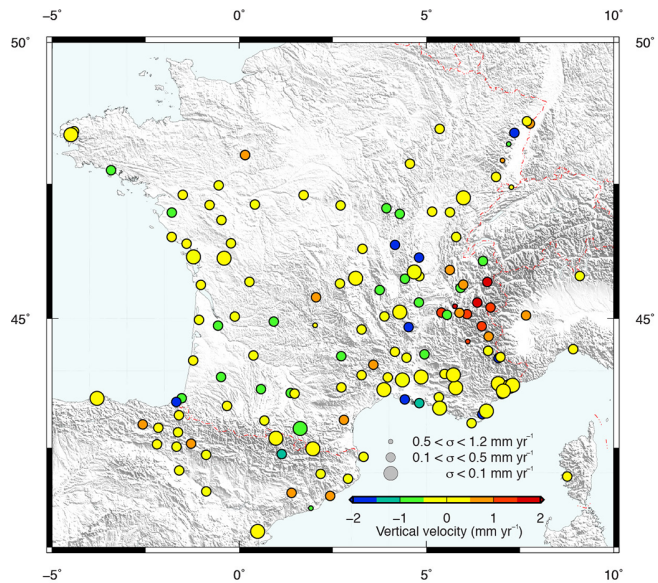 −5˚ 0˚ 5˚ 10˚
50˚ 50˚
45˚ 45˚
0.5 < σ < 1.2 mm yr⁻¹
0.1 < σ < 0.5 mm yr⁻¹
σ < 0.1 mm yr⁻¹
−2 −1 0 1 2
Vertical velocity (mm yr⁻¹)
−5˚ 0˚ 5˚ 10˚